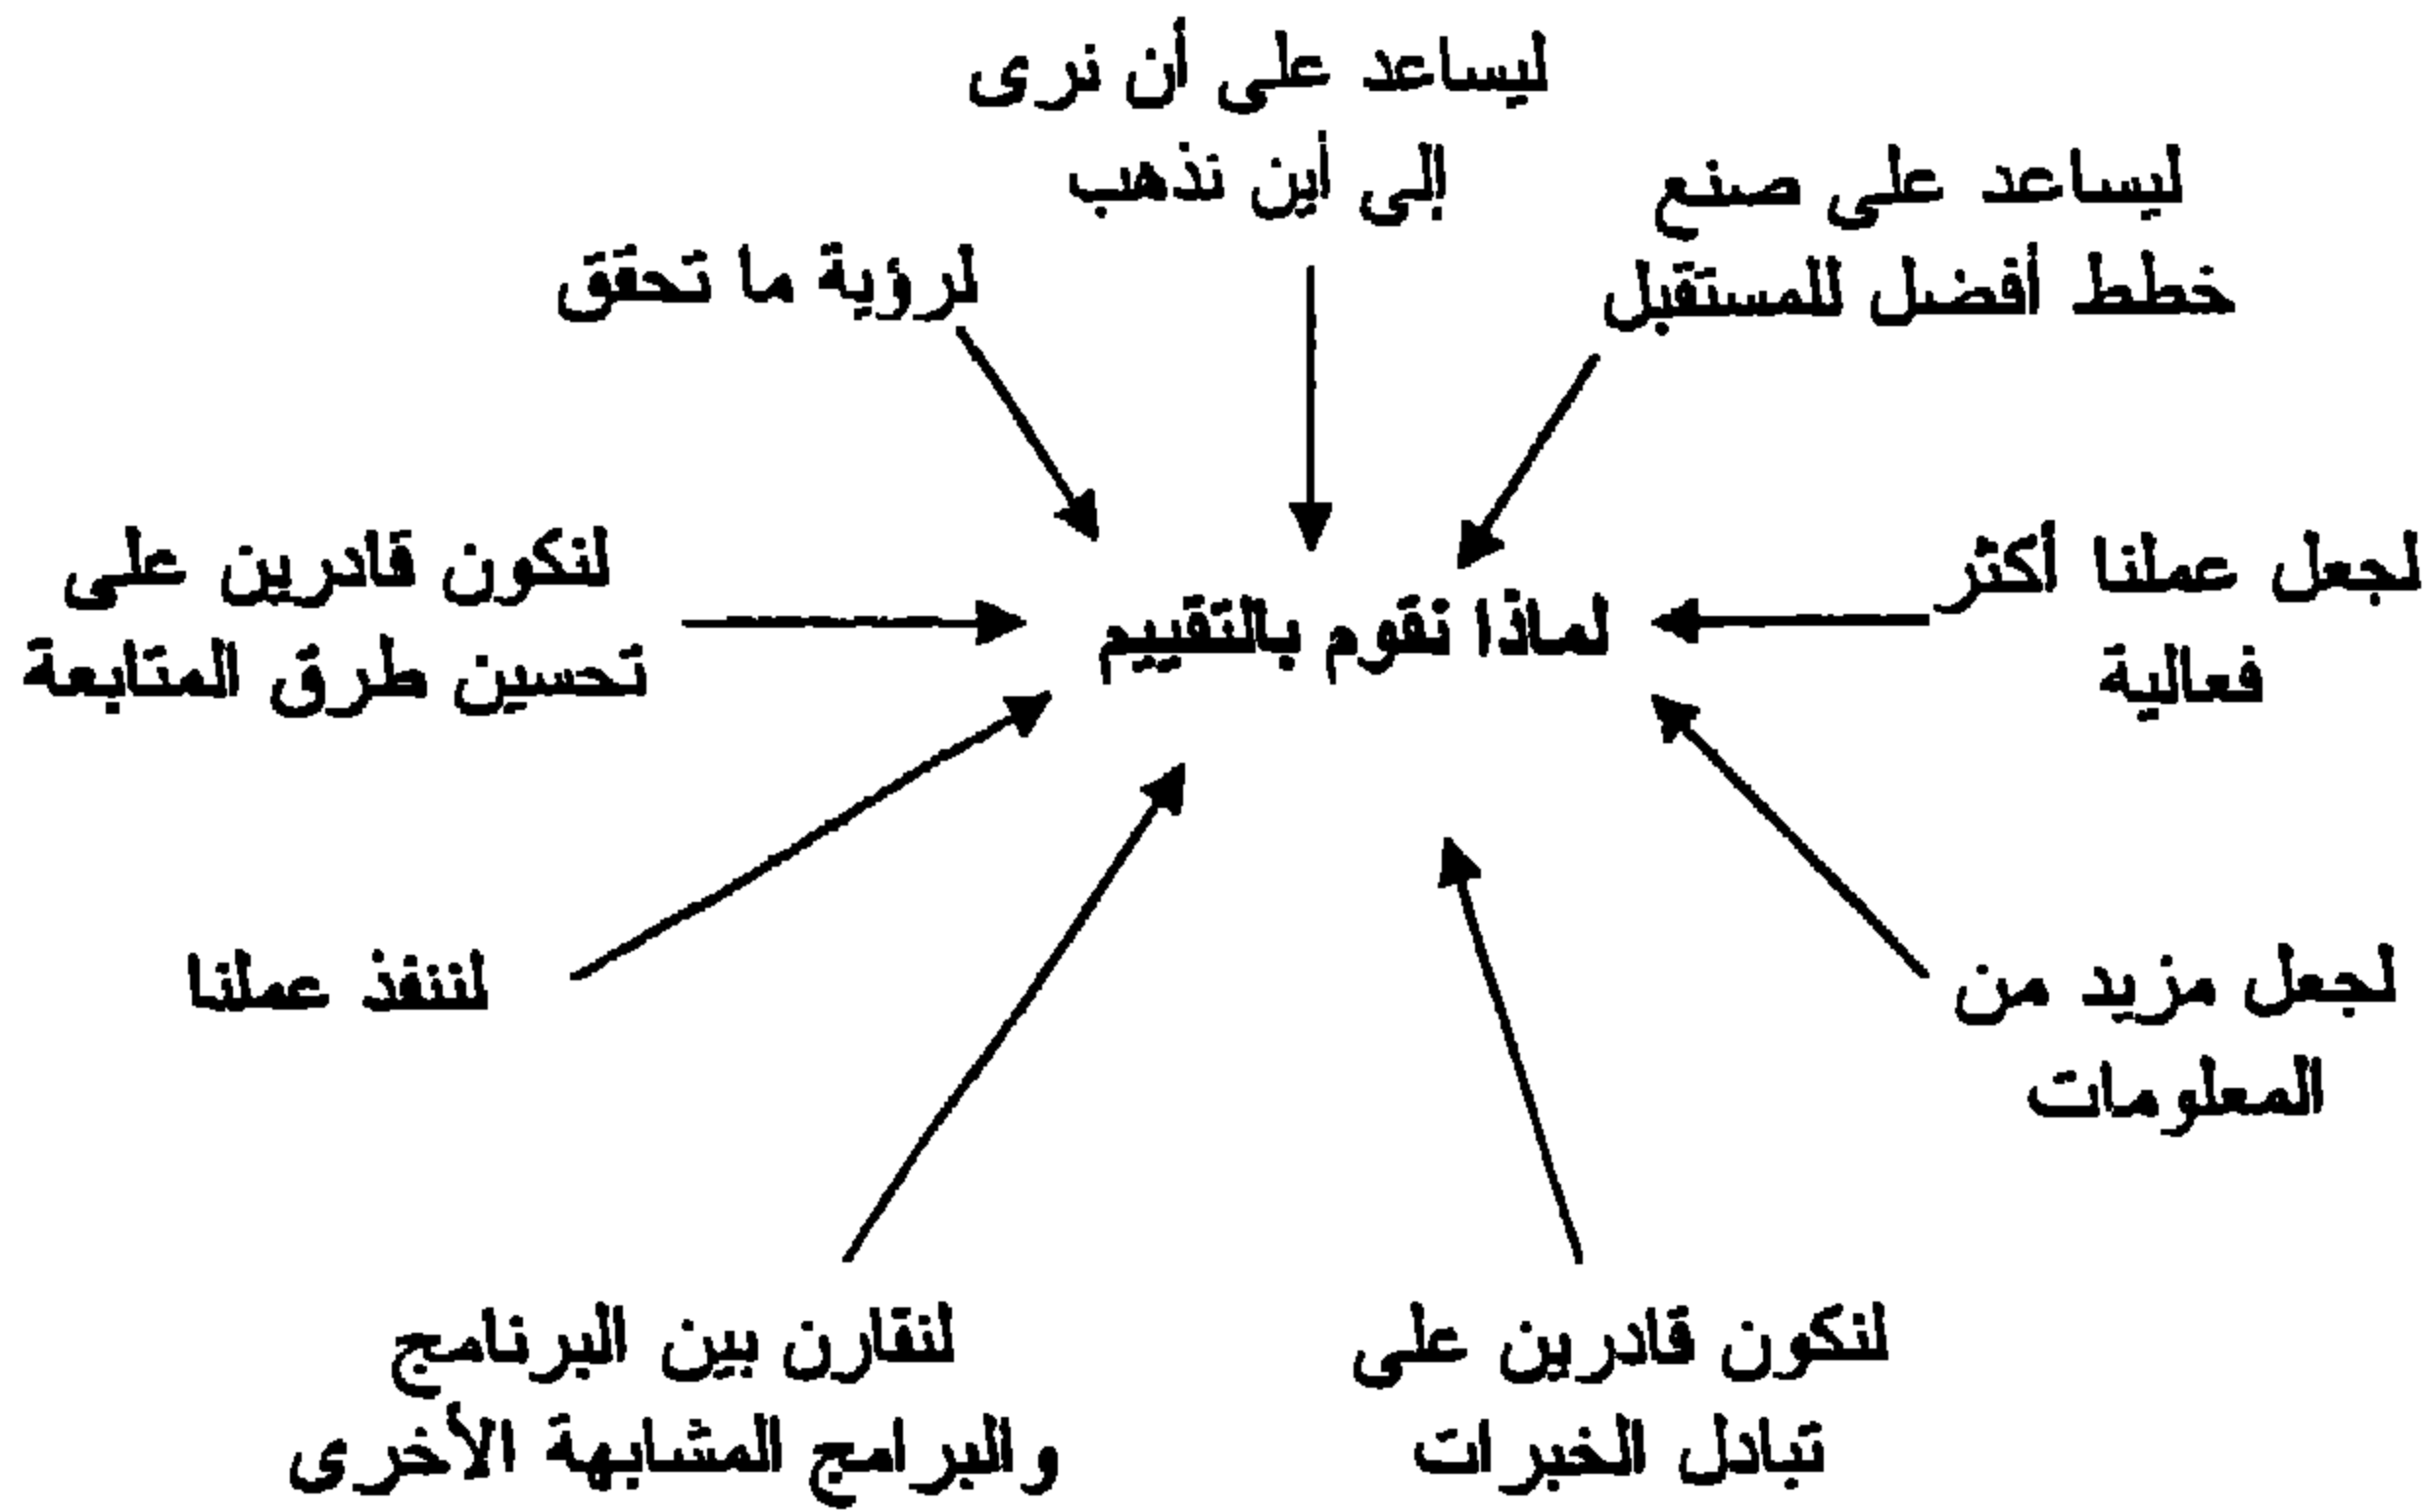 ليساعد على أن نرى
إلى أين نذهب
ليساعد على صنع
خطط أفضل للمستقبل
لرؤية ما تحقق
لجعل عملنا أكثر
فعالية
لماذا نقوم بالتقييم
لنكون قادرين على
تحسين طرق المتابعة
لجعل مزيد من
المعلومات
لننفذ عملنا
لنكون قادرين على
تبادل الخبرات
لنقارن بين البرنامج
والبرامج المشابهة الأخرى